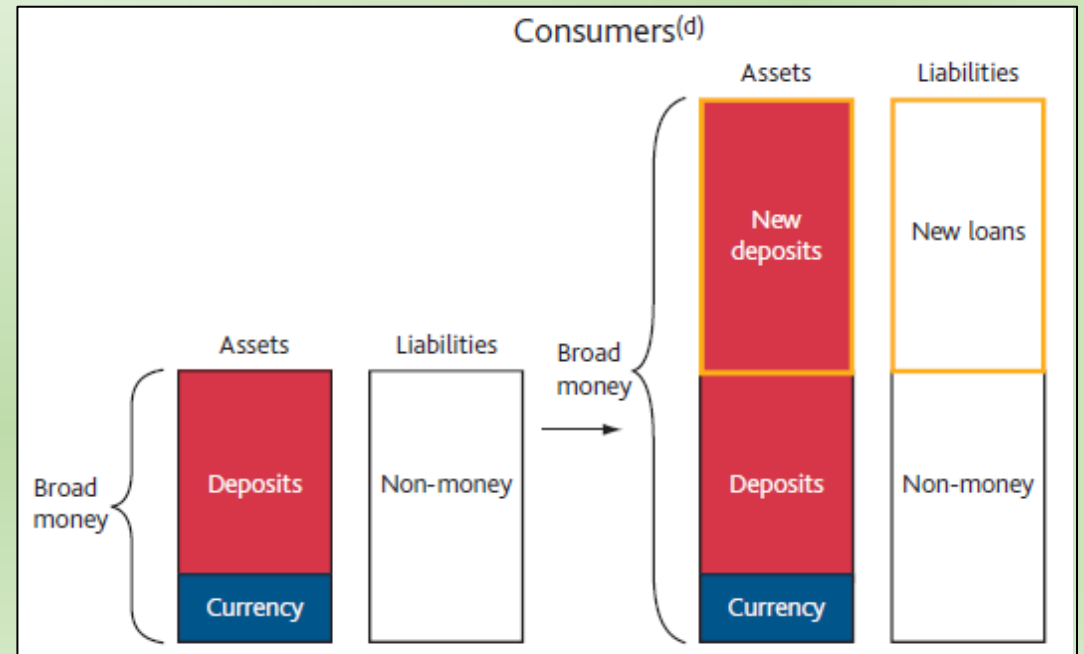 Consumers(d)
Assets
Liabilities
New
deposits
New loans
Assets
Liabilities
Broad
money
Broad
money
Deposits
Non-money
Deposits
Non-money
Currency
Currency